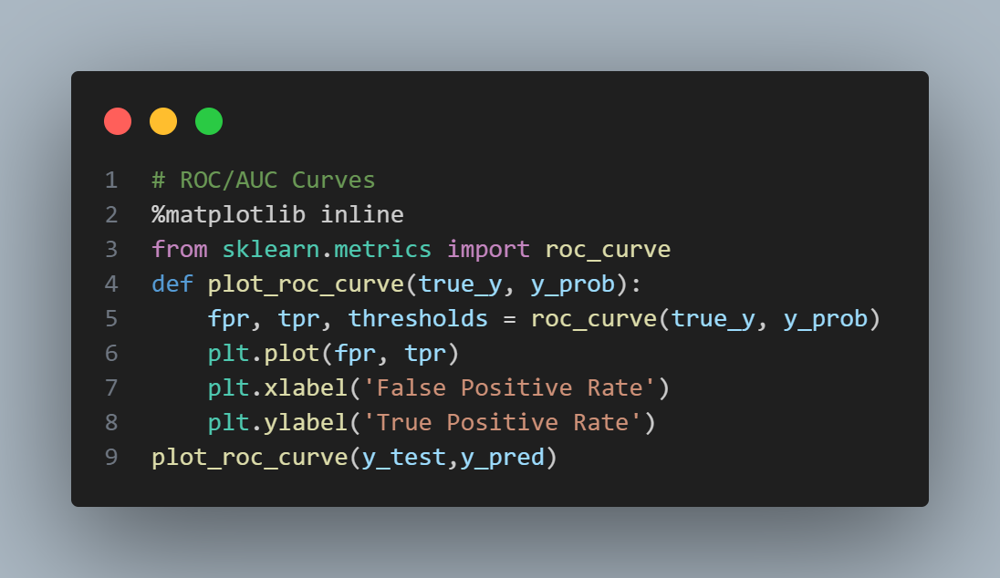 1 # ROC/AUC Curves
2 %matplotlib inline
3 from sklearn.metrics import roc_curve
4 def plot_roc_curve(true_y, y_prob):
5     fpr, tpr, thresholds = roc_curve(true_y, y_prob)
6     plt.plot(fpr, tpr)
7     plt.xlabel('False Positive Rate')
8     plt.ylabel('True Positive Rate')
9 plot_roc_curve(y_test,y_pred)